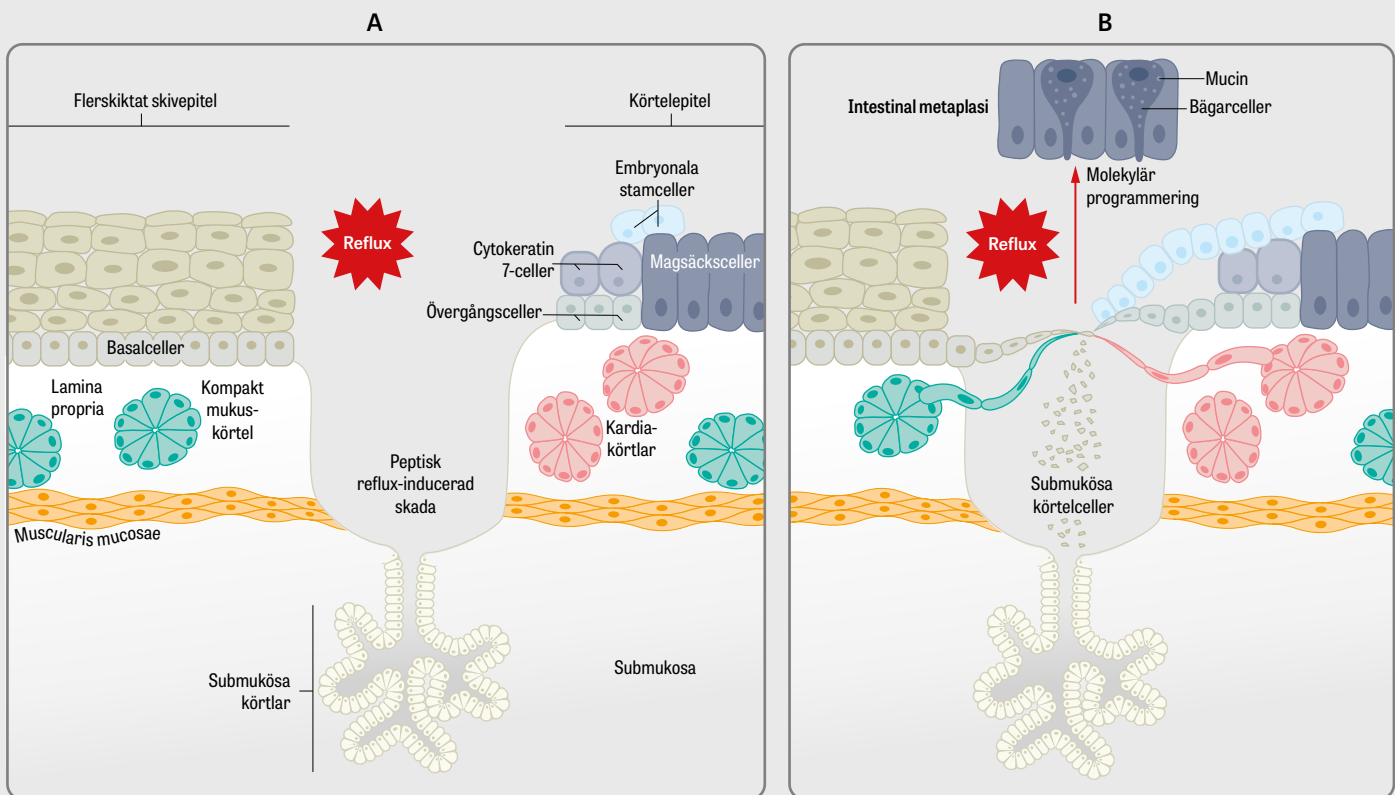 A
Flerskiktat skivepitel
Körtelepitel
Embryonala
stamceller
Reflux
Cytokeratin
7-celler
Magsäcksceller
Övergångsceller
Basalceller
Lamina
propria
Kompakt
mukus-
körtel
Kardia-
körtlar
Peptisk
reflux-inducerad
skada
Muscularis mucosae
Submukösa
körtlar
Submukosa
B
Intestinal metaplasi
Mucin
Bägarceller
Molekylär
programmering
Reflux
Submukösa
körtelceller